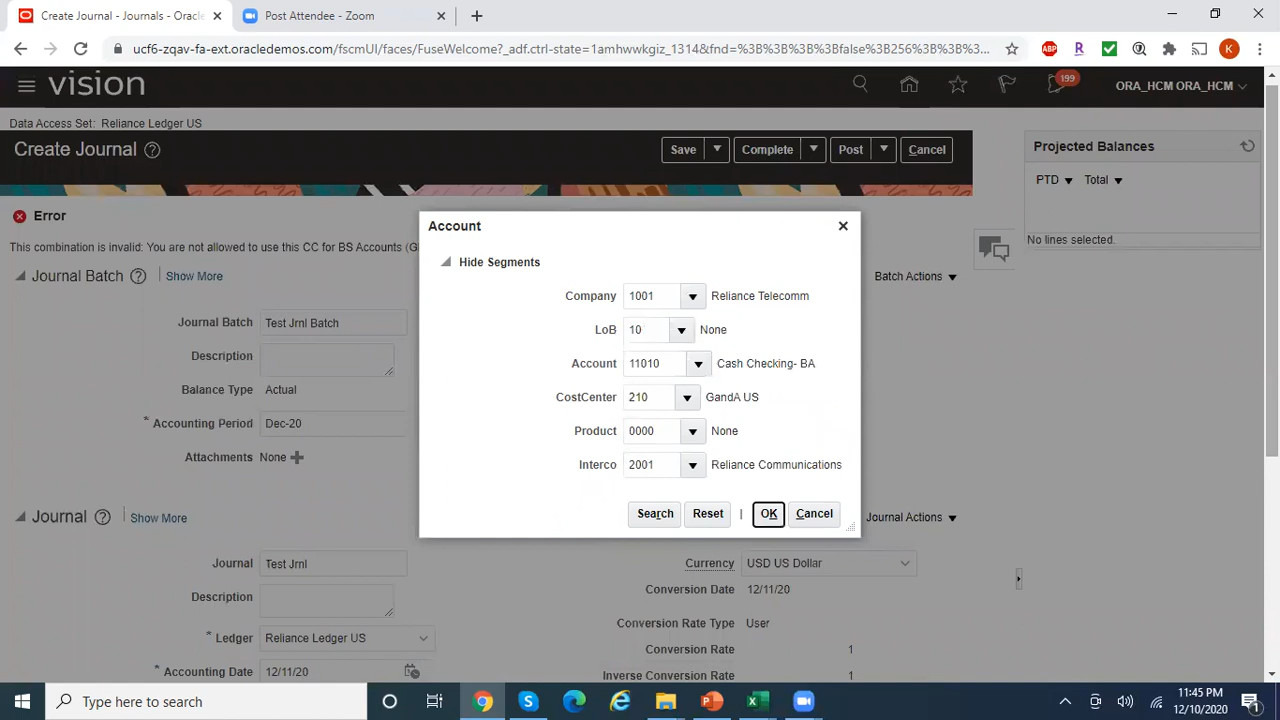 Create Journal - Journals - Oracle
Post Attendee - Zoom
ucf6-zqav-fa-ext.oracledemos.com/fscmUI/faces/FuseWelcome?_adf.ctrl-state=1amhwwkgiz_1314&fnd=%3B%3B%3B%3Bfalse%3B256%3B%3B%3...
ABP
R
K
vision
199
ORA_HCM ORA_HCM
Data Access Set: Reliance Ledger US
Create Journal
Save
Complete
Post
Cancel
Projected Balances
PTD
Total
No lines selected.
Error
This combination is invalid: You are not allowed to use this CC for BS Accounts (G
Journal Batch
Show More
Batch Actions
Journal Batch Test Jrnl Batch
Description
Balance Type Actual
* Accounting Period Dec-20
Attachments None
Account
Hide Segments
Company 1001 Reliance Telecomm
LoB 10 None
Account 11010 Cash Checking- BA
CostCenter 210 GandA US
Product 0000 None
Interco 2001 Reliance Communications
Search
Reset
OK
Cancel
Journal
Show More
Journal Actions
Journal Test Jrnl
Description
* Ledger Reliance Ledger US
* Accounting Date 12/11/20
Currency USD US Dollar
Conversion Date 12/11/20
Conversion Rate Type User
Conversion Rate 1
Inverse Conversion Rate 1
Type here to search
11:45 PM
12/10/2020
1